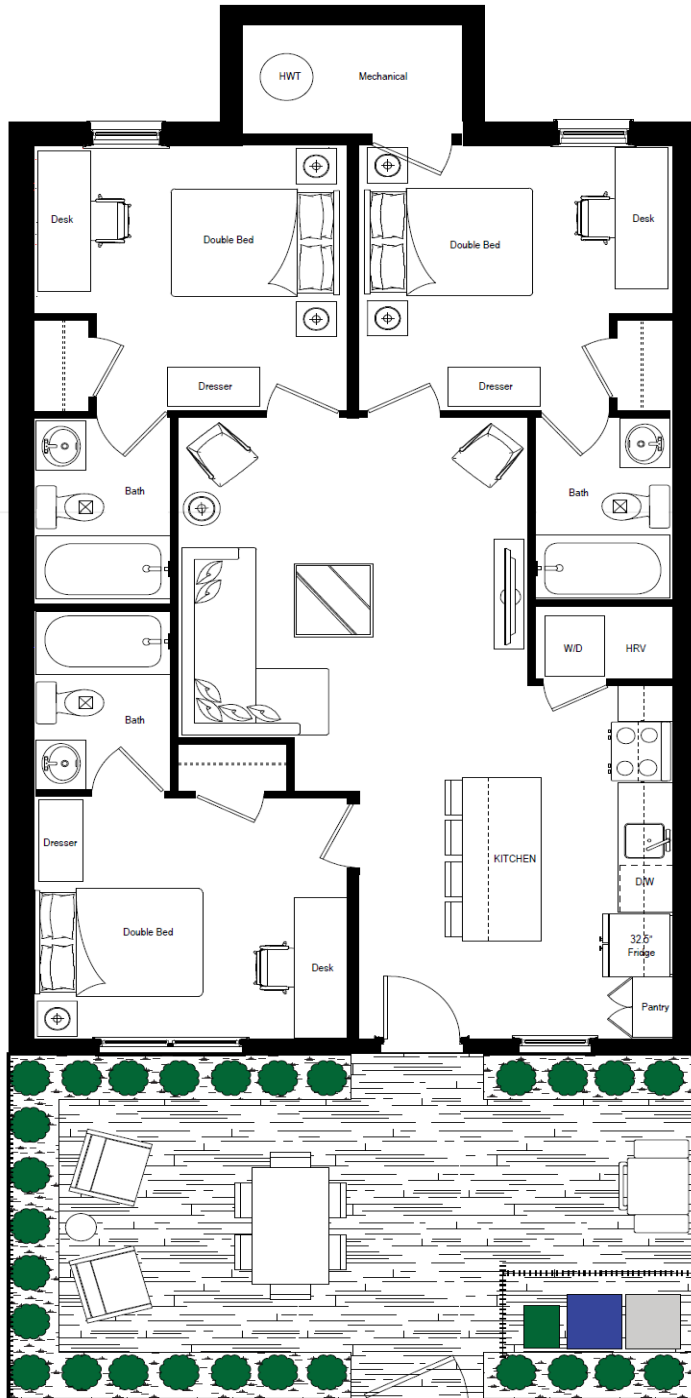 HWT
Mechanical
Desk
Double Bed
Double Bed
Desk
Dresser
Dresser
Bath
Bath
W/D
HRV
Bath
Dresser
KITCHEN
D/W
Double Bed
32.5"
Fridge
Desk
Pantry